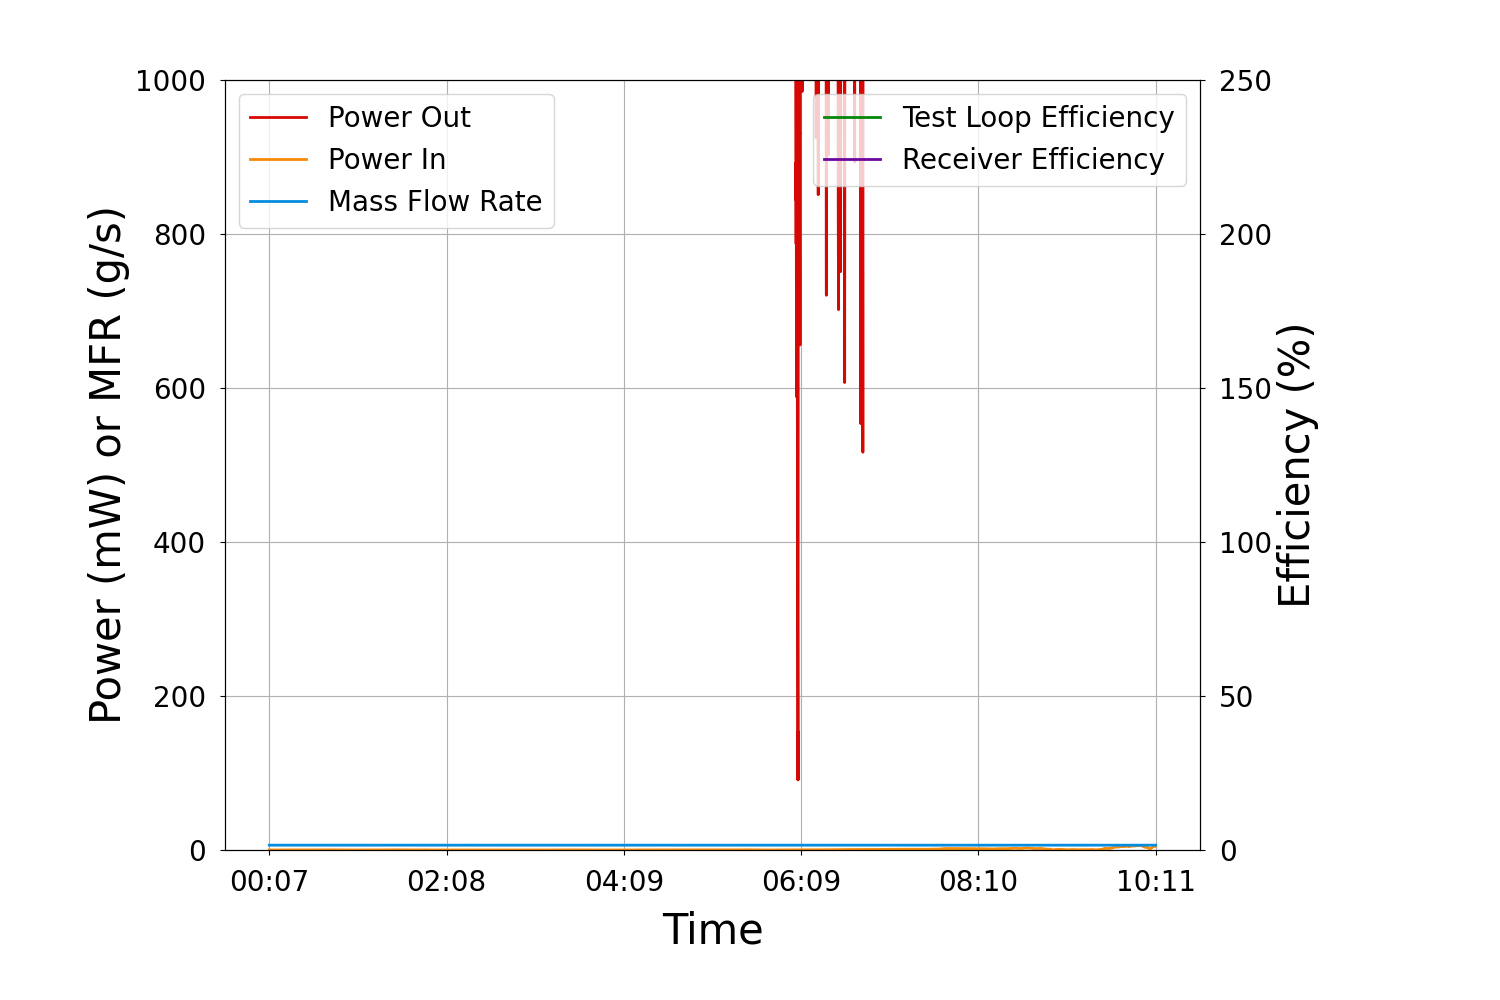 1000
800
600
400
200
0
Power (mW) or MFR (g/s)
Power Out
Power In
Mass Flow Rate
Test Loop Efficiency
Receiver Efficiency
250
200
150
100
50
0
Efficiency (%)
00:07 02:08 04:09 06:09 08:10 10:11
Time